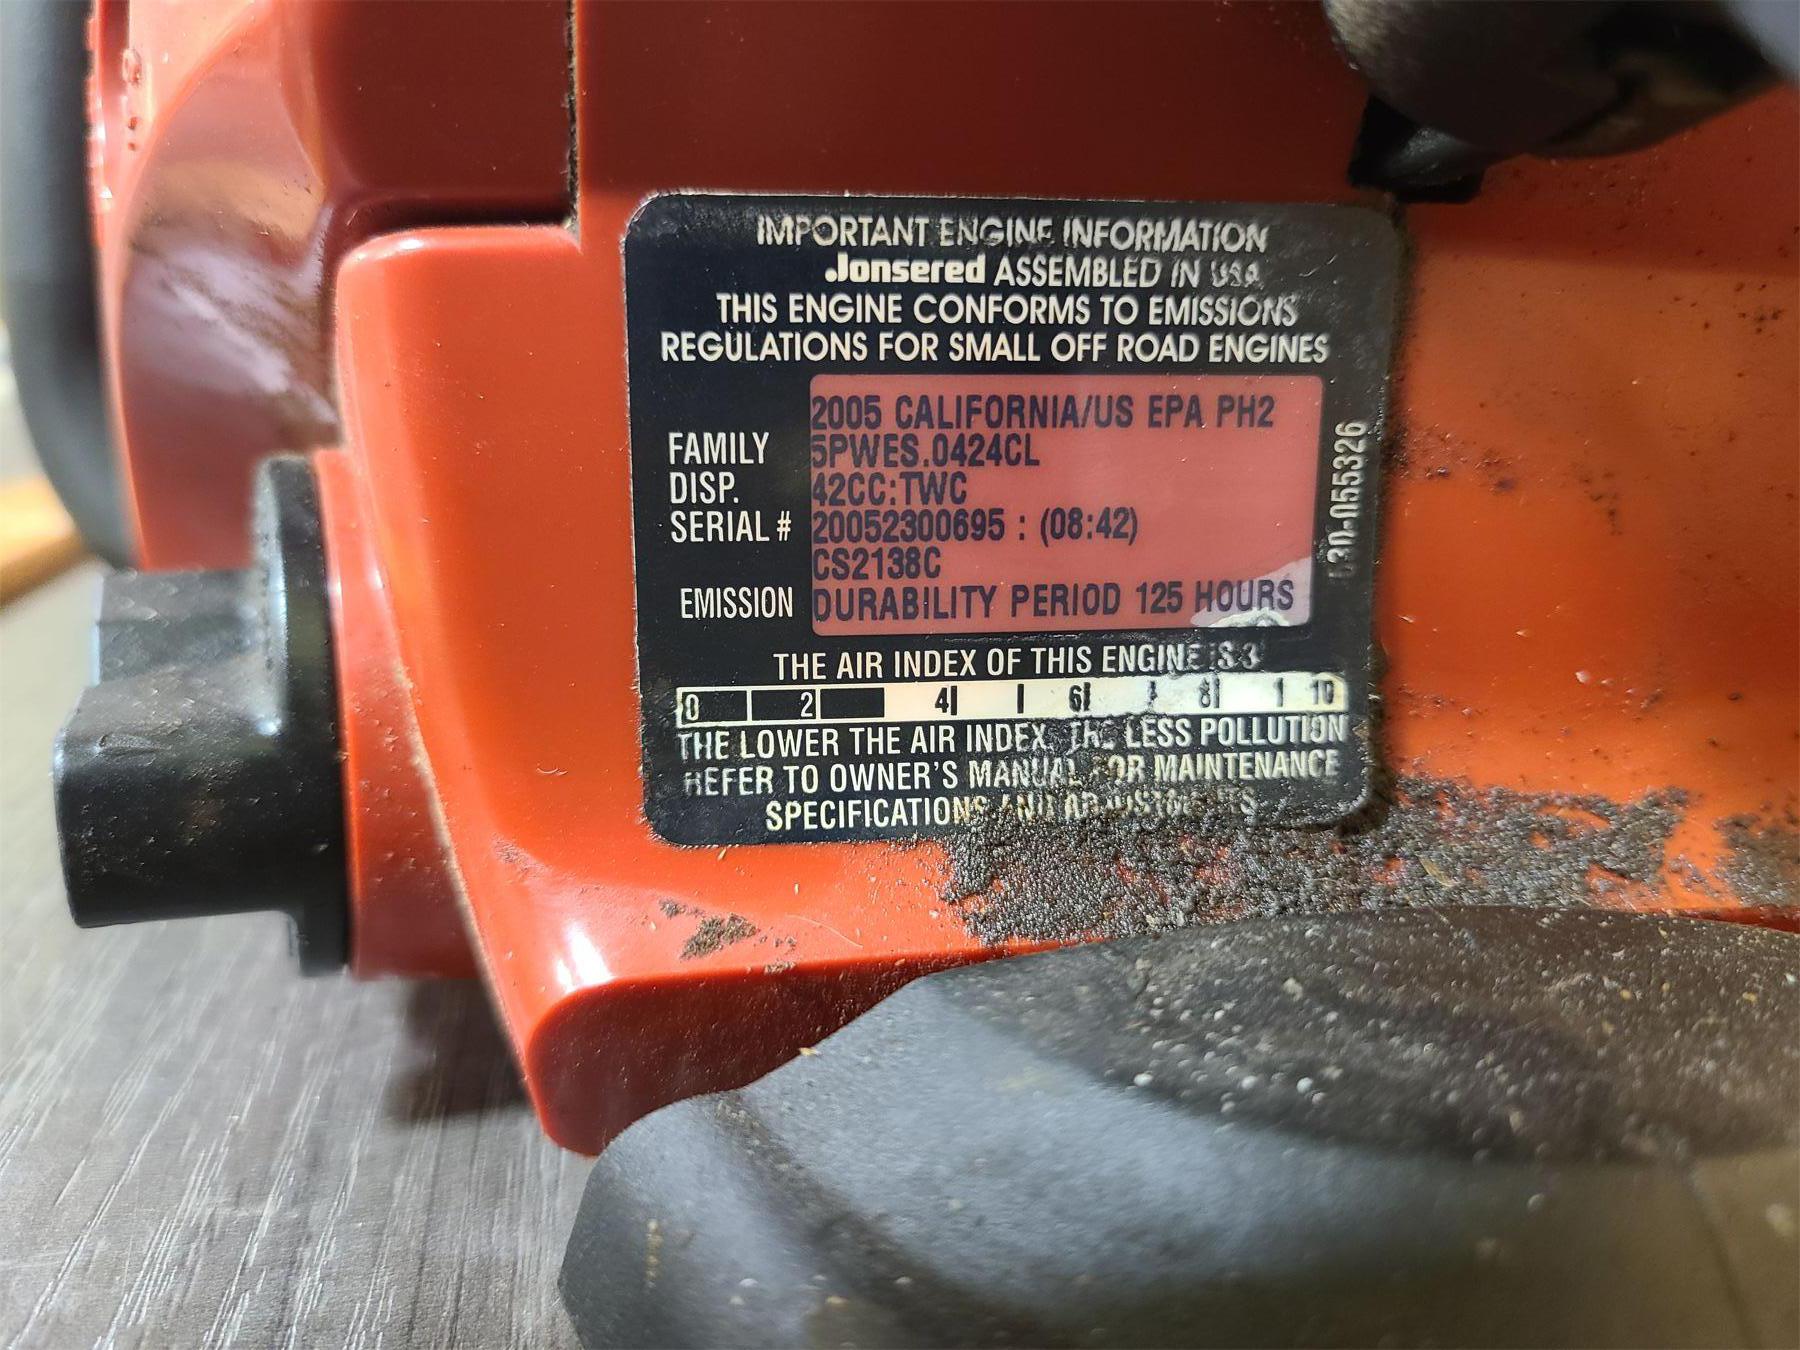 IMPORTANT ENGINE INFORMATION
Jonsered ASSEMBLED IN USA
THIS ENGINE CONFORMS TO EMISSIONS
REGULATIONS FOR SMALL OFF ROAD ENGINES
2005 CALIFORNIA/US EPA PH2
FAMILY 5PWES.0424CL
DISP. 42CC:TWC
SERIAL # 20052300695 : (08:42)
CS2138C
EMISSION DURABILITY PERIOD 125 HOURS
530-055326
THE AIR INDEX OF THIS ENGINE IS 3
0 2 4 6 8 10
THE LOWER THE AIR INDEX, THE LESS POLLUTION
REFER TO OWNER'S MANUAL FOR MAINTENANCE
SPECIFICATIONS AND ADJUSTMENTS